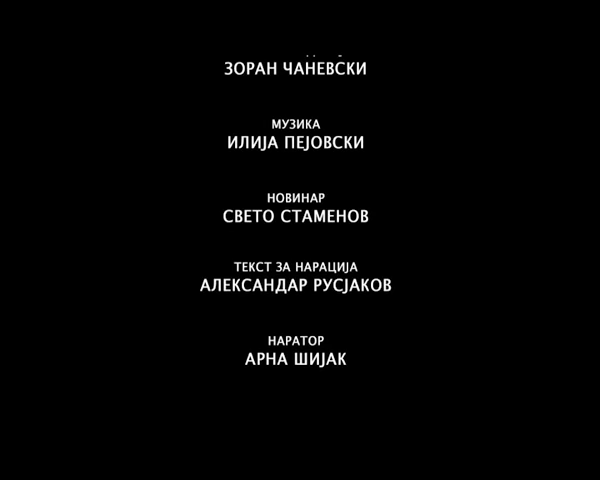 ЗОРАН ЧАНЕВСКИ
МУЗИКА
ИЛИЈА ПЕЈОВСКИ
НОВИНАР
СВЕТО СТАМЕНОВ
ТЕКСТ ЗА НАРАЦИЈА
АЛЕКСАНДАР РУСЈАКОВ
НАРАТОР
АРНА ШИЈАК